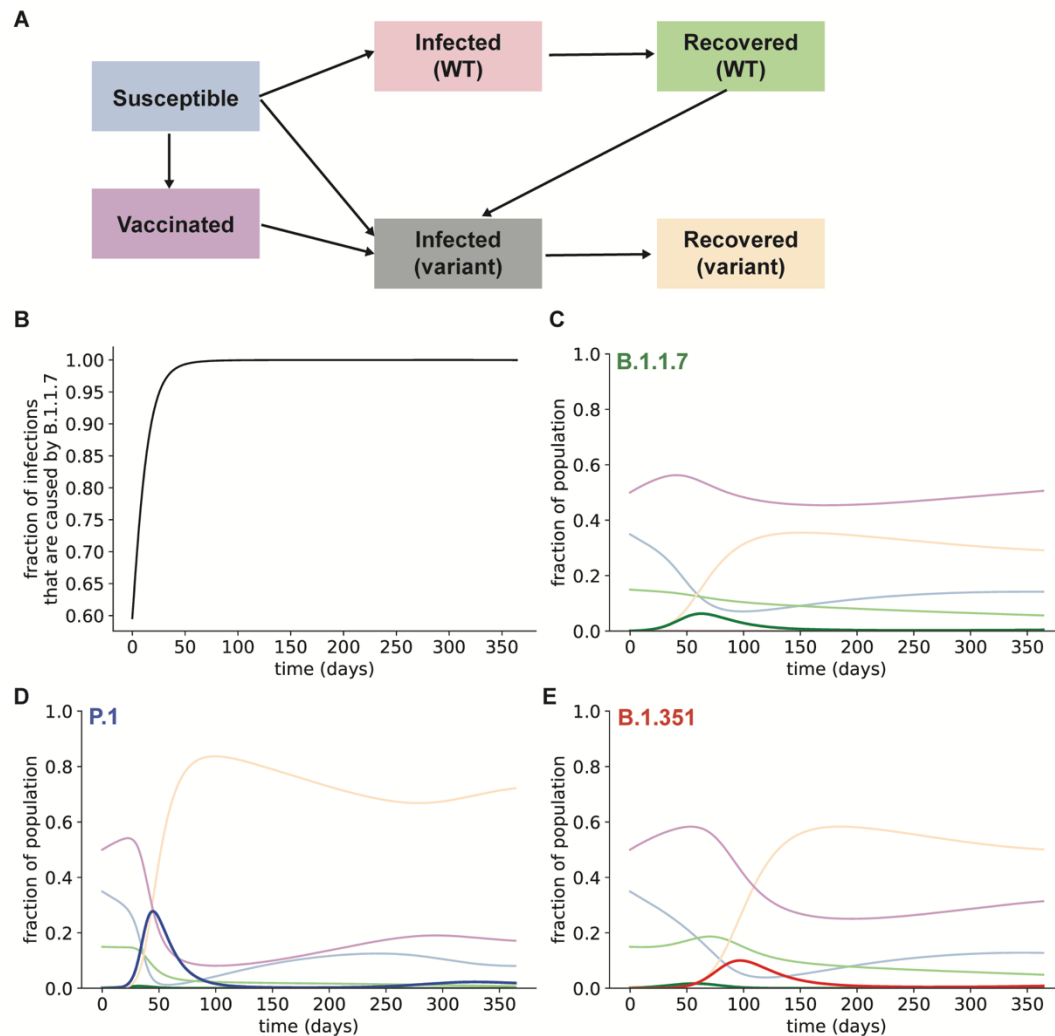 A
Susceptible
Vaccinated
Infected
(WT)
Recovered
(WT)
Infected
(variant)
Recovered
(variant)
B
fraction of infections
that are caused by B.1.1.7
1.00
0.95
0.90
0.85
0.80
0.75
0.70
0.65
0.60
0 50 100 150 200 250 300 350
time (days)
C
B.1.1.7
fraction of population
1.0
0.8
0.6
0.4
0.2
0.0
0 50 100 150 200 250 300 350
time (days)
D
P.1
fraction of population
1.0
0.8
0.6
0.4
0.2
0.0
0 50 100 150 200 250 300 350
time (days)
E
B.1.351
fraction of population
1.0
0.8
0.6
0.4
0.2
0.0
0 50 100 150 200 250 300 350
time (days)